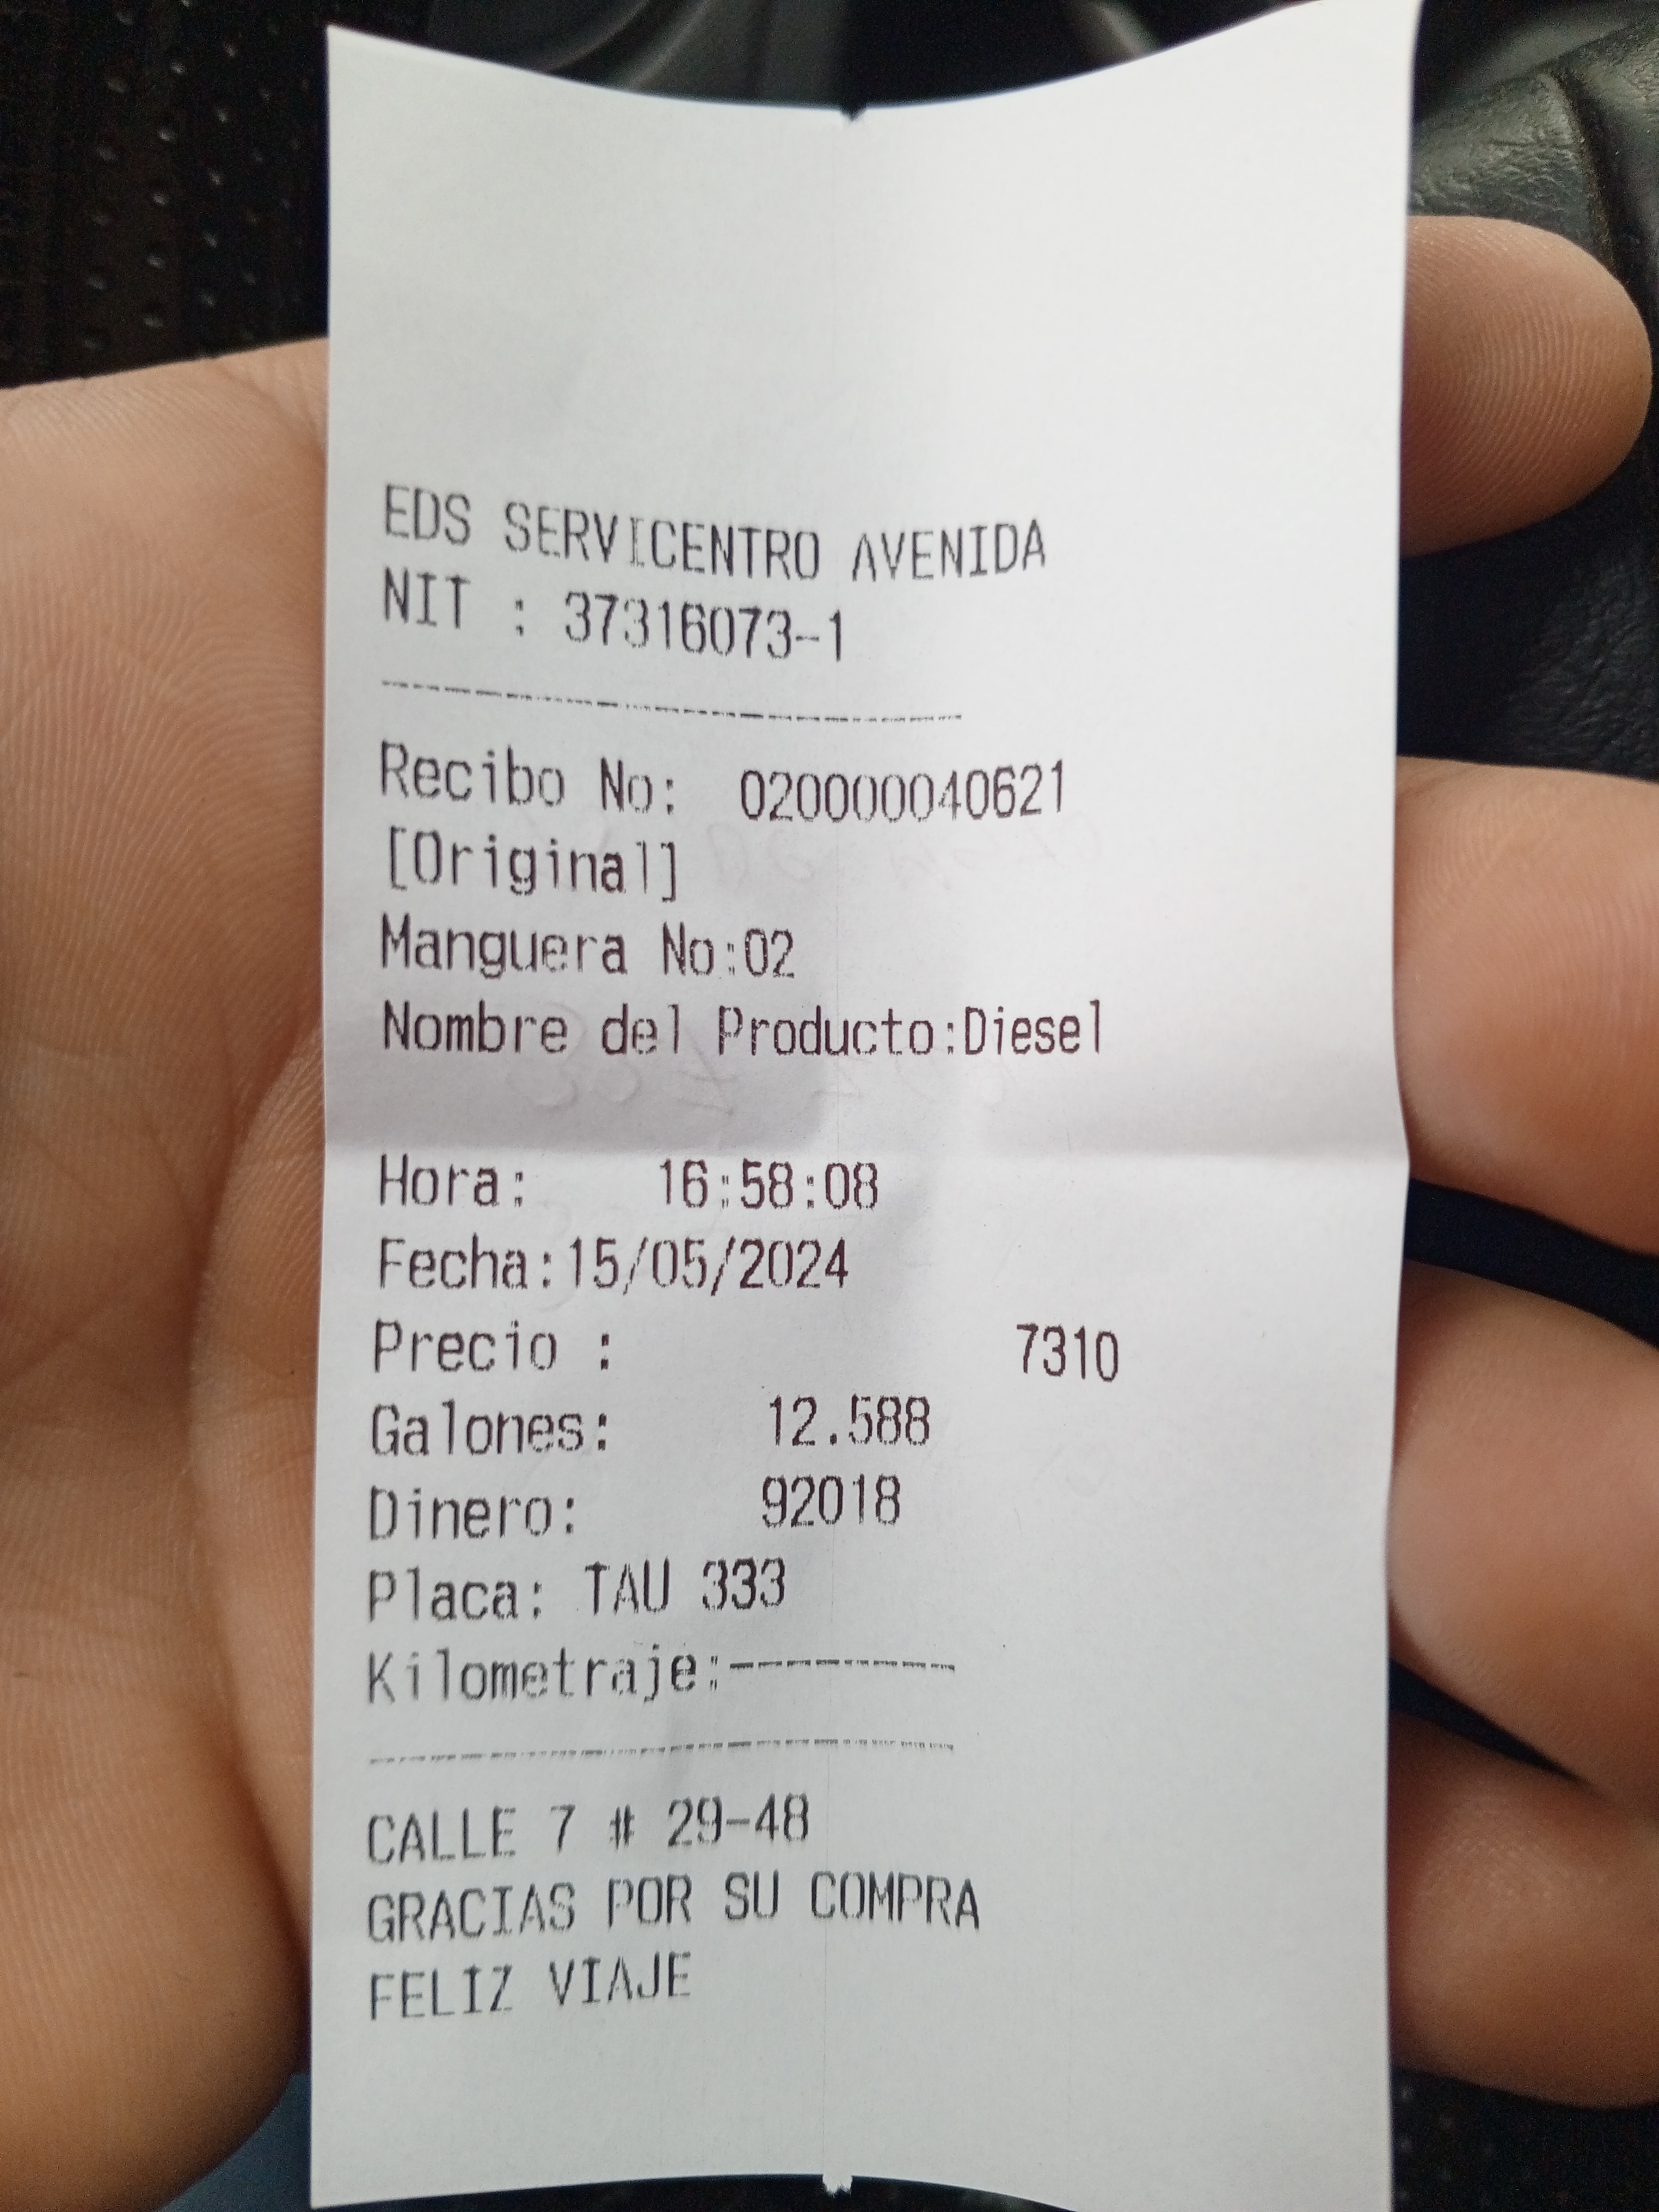 EDS SERVICENTRO AVENIDA
NIT : 37316073-1
Recibo No: 020000040621
[Original]
Manguera No:02
Nombre del Producto:Diesel
Hora: 16:58:08
Fecha:15/05/2024
Precio : 7310
Galones: 12.588
Dinero: 92018
Placa: TAU 333
Kilometraje:---------
CALLE 7 # 29-48
GRACIAS POR SU COMPRA
FELIZ VIAJE